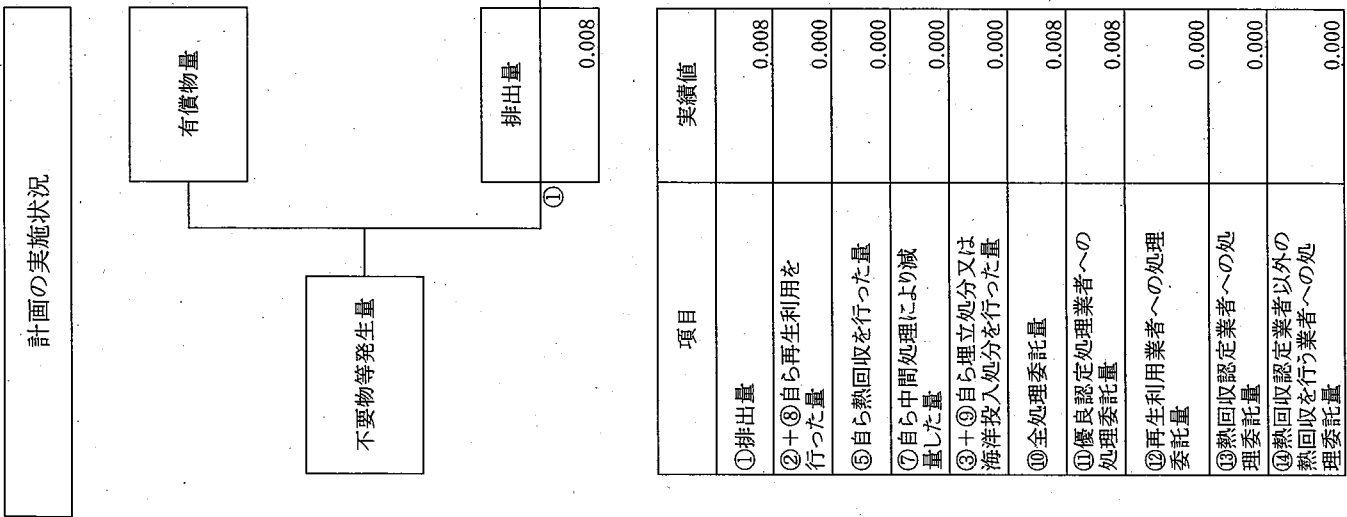 計画の実施状況
不要物等発生量
有償物量
①
排出量
0.008
項目
実績値
①排出量
0.008
②+⑧自ら再生利用を
行った量
0.000
⑤自ら熱回収を行った量
0.000
⑦自ら中間処理により減
量した量
0.000
③+⑨自ら埋立処分又は
海洋投入処分を行った量
0.000
⑩全処理委託量
0.008
⑪優良認定処理業者への
処理委託量
0.008
⑫再生利用業者への処理
委託量
0.000
⑬熱回収認定業者への処
理委託量
0.000
⑭熱回収認定業者以外の
熱回収を行う業者への処
理委託量
0.000